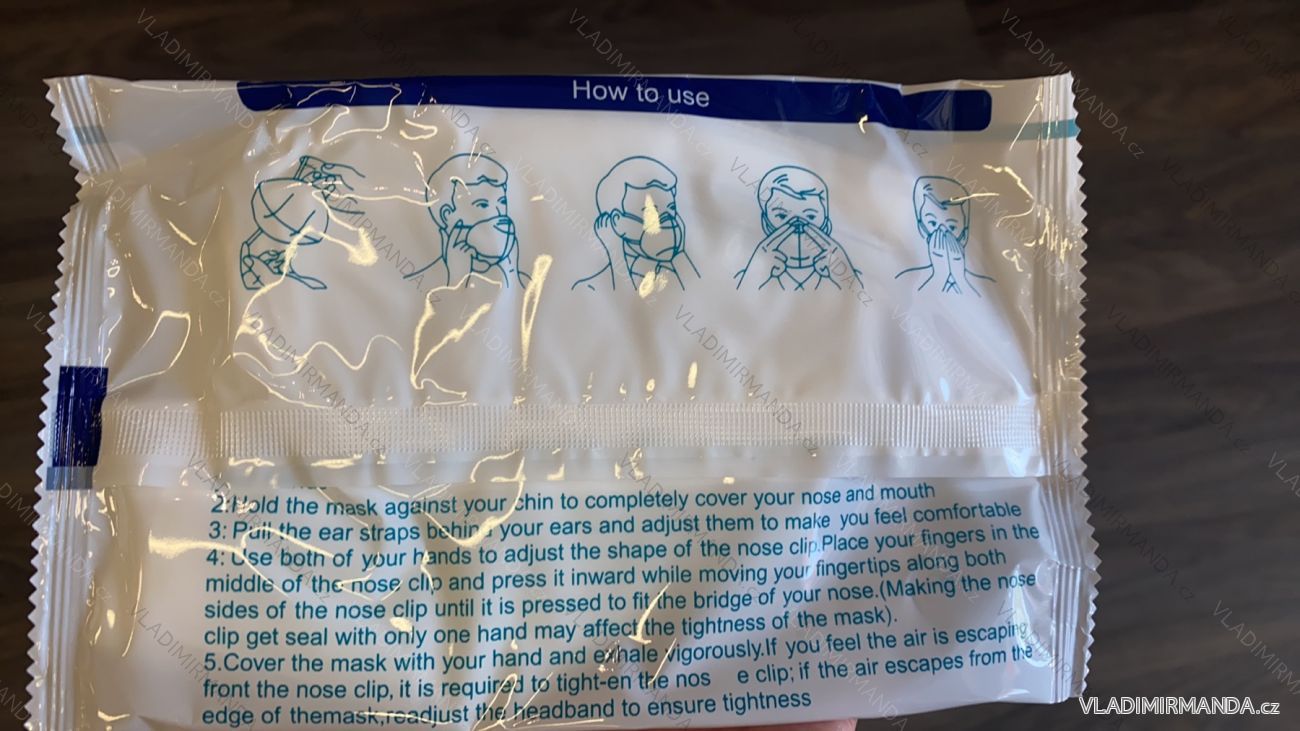 How to use
2:Hold the mask against your chin to completely cover your nose and mouth
3: Pull the ear straps behind your ears and adjust them to make you feel comfortable
4: Use both of your hands to adjust the shape of the nose clip.Place your fingers in the
middle of the nose clip and press it inward while moving your fingertips along both
sides of the nose clip until it is pressed to fit the bridge of your nose.(Making the nose
clip get seal with only one hand may affect the tightness of the mask).
5.Cover the mask with your hand and exhale vigorously.If you feel the air is escaping
front the nose clip, it is required to tight-en the nos e clip; if the air escapes from the
edge of themask,readjust the headband to ensure tightness
VLADIMIRMANDA.cz